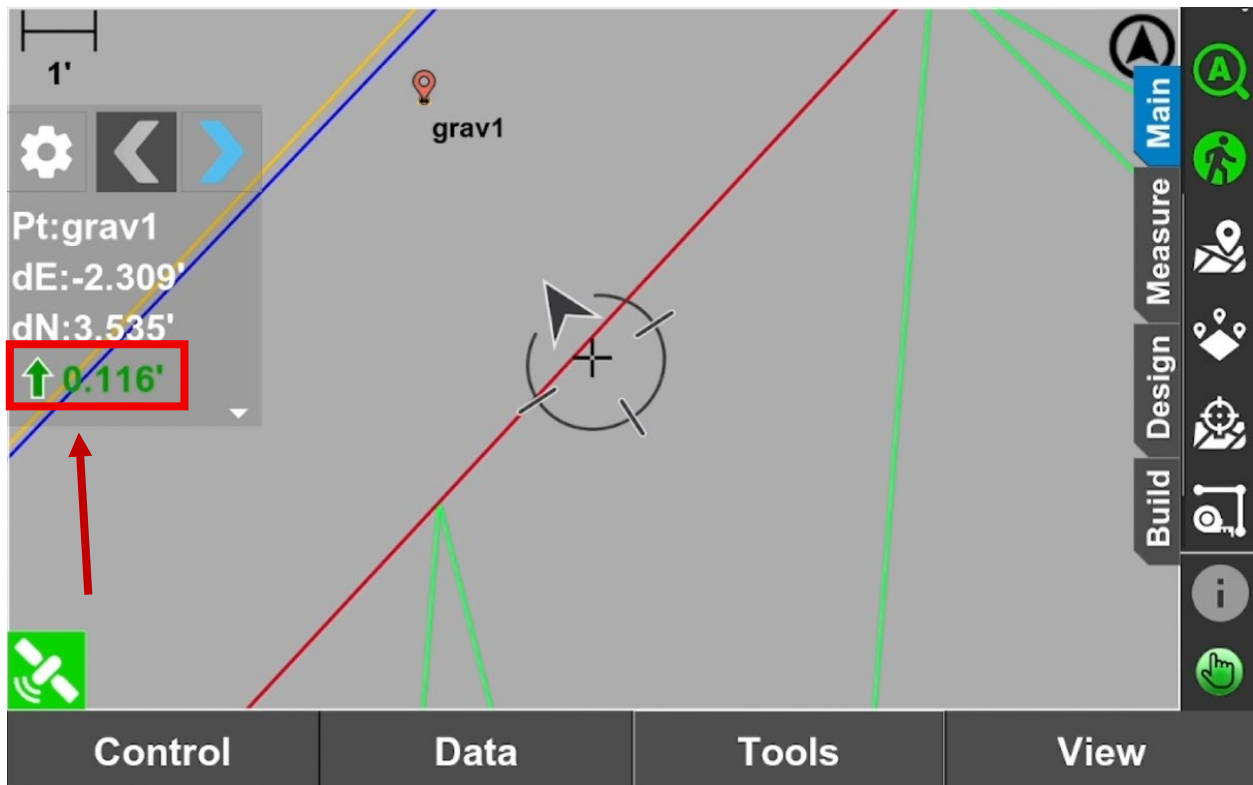 1'
grav1
Pt:grav1
dE:-2.309'
dN:3.535'
0.116'
A
Main
Measure
Design
Build
i
Control
Data
Tools
View